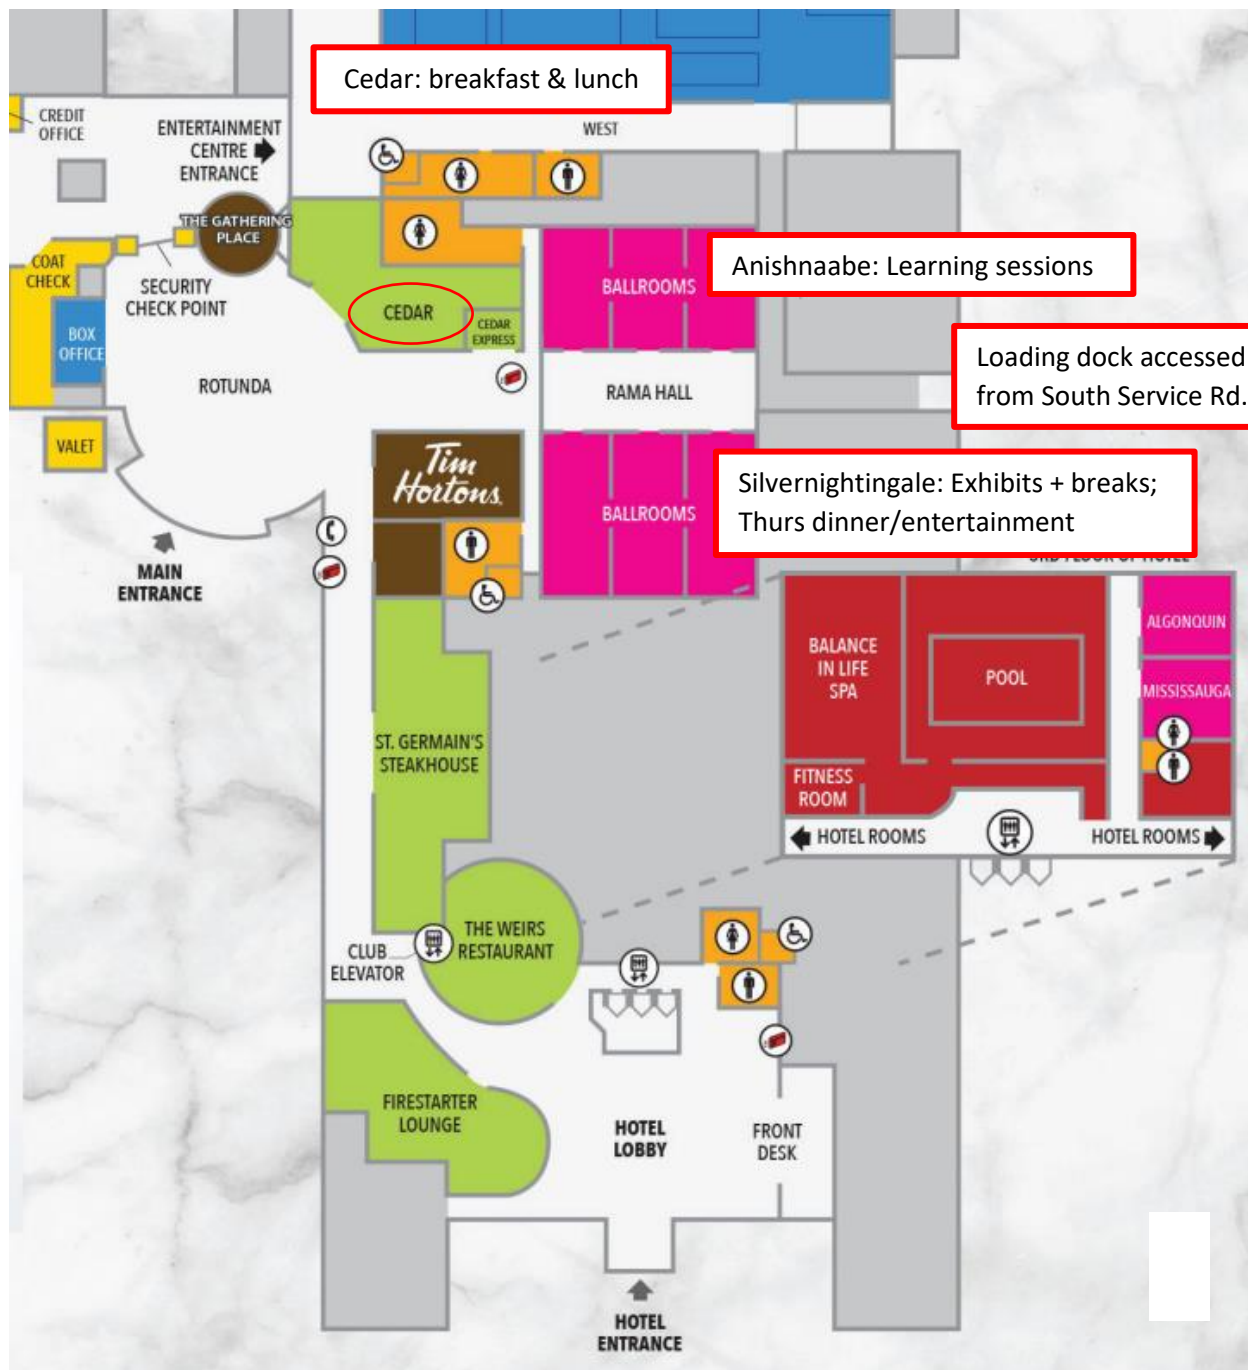 Cedar: breakfast & lunch
CREDIT
OFFICE
ENTERTAINMENT
CENTRE
ENTRANCE
WEST
THE GATHERING
PLACE
COAT
CHECK
SECURITY
CHECK POINT
BOX
OFFICE
CEDAR
CEDAR
EXPRESS
BALLROOMS
Anishnaabe: Learning sessions
Loading dock accessed
from South Service Rd.
ROTUNDA
RAMA HALL
VALET
Tim
Hortons
BALLROOMS
Silvernightingale: Exhibits + breaks;
Thurs dinner/entertainment
MAIN
ENTRANCE
3RD FLOOR OF HOTEL
BALANCE
IN LIFE
SPA
POOL
ALGONQUIN
MISSISSAUGA
FITNESS
ROOM
HOTEL ROOMS
HOTEL ROOMS
ST. GERMAIN'S
STEAKHOUSE
THE WEIRS
RESTAURANT
CLUB
ELEVATOR
FIRESTARTER
LOUNGE
HOTEL
LOBBY
FRONT
DESK
HOTEL
ENTRANCE